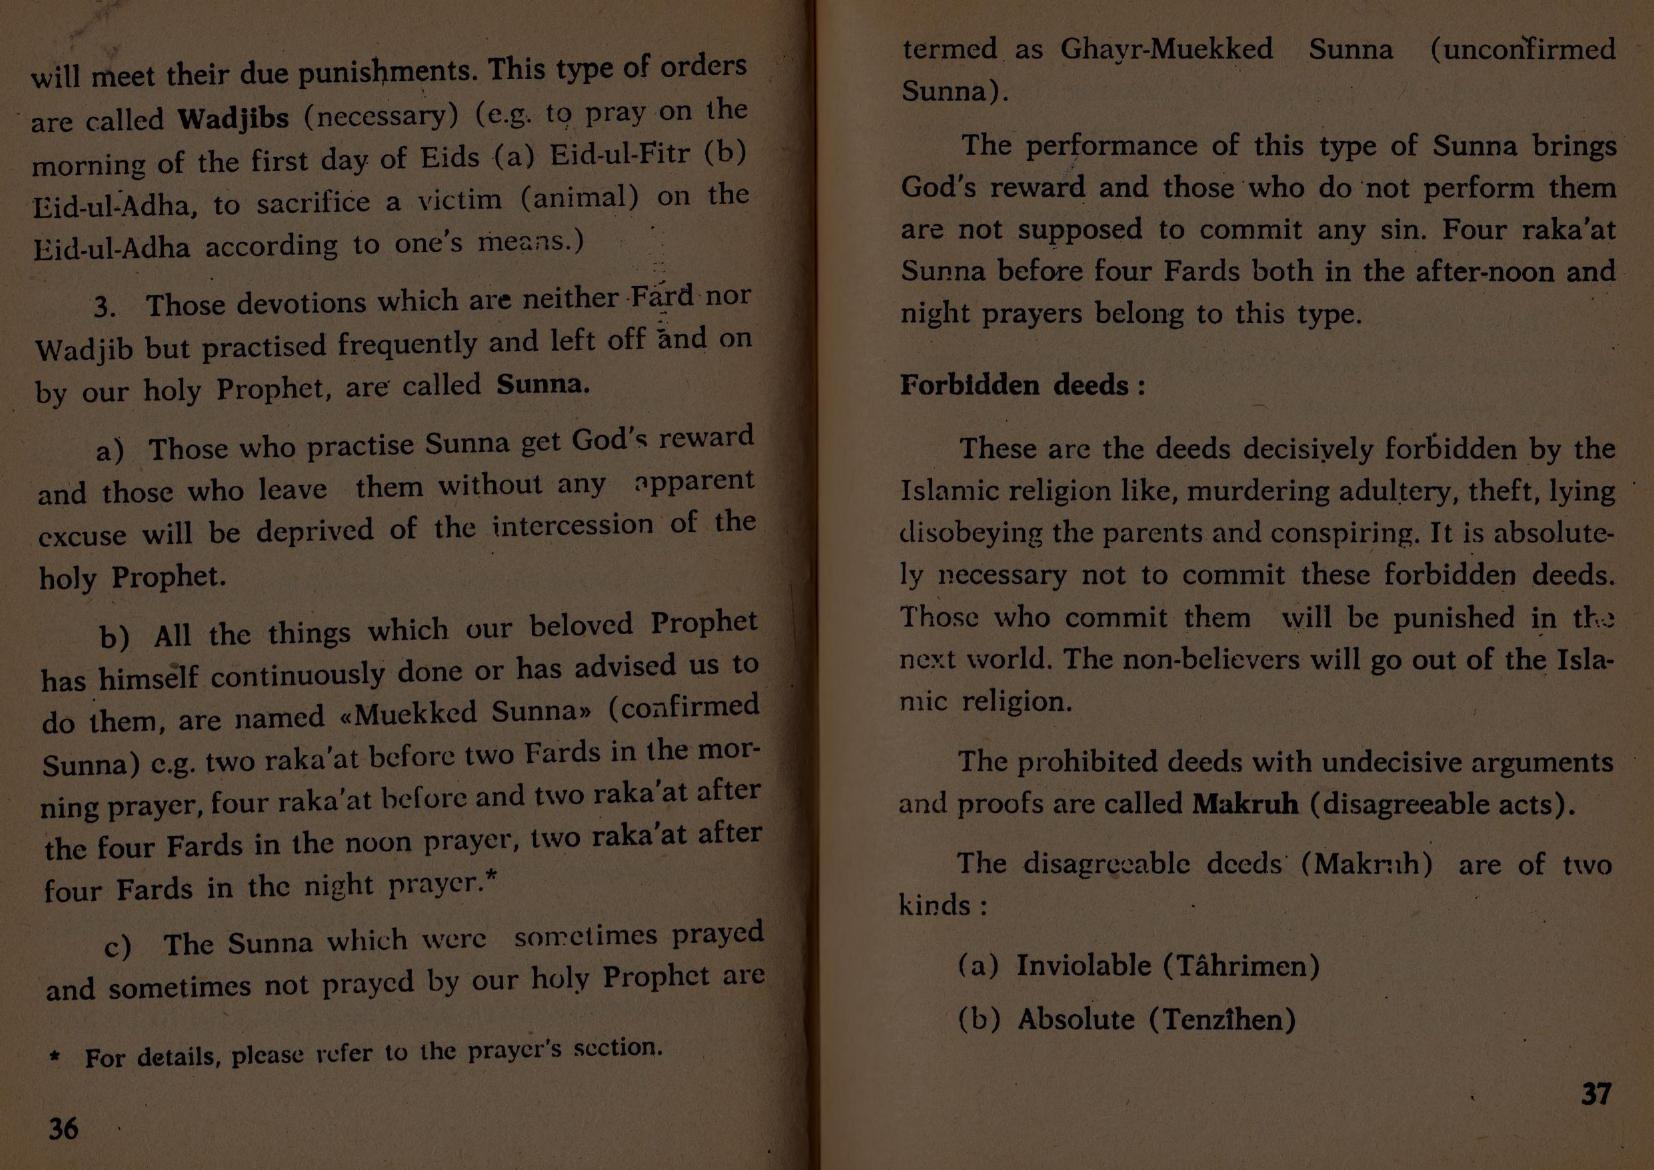 will meet their due punishments. This type of orders
are called Wadjibs (necessary) (e.g. to pray on the
morning of the first day of Eids (a) Eid-ul-Fitr (b)
Eid-ul-Adha, to sacrifice a victim (animal) on the
Eid-ul-Adha according to one's means.)
3. Those devotions which are neither Fard nor
Wadjib but practised frequently and left off and on
by our holy Prophet, are called Sunna.
a) Those who practise Sunna get God's reward
and those who leave them without any apparent
excuse will be deprived of the intercession of the
holy Prophet.
b) All the things which our beloved Prophet
has himself continuously done or has advised us to
do them, are named «Muekked Sunna» (confirmed
Sunna) e.g. two raka'at before two Fards in the mor-
ning prayer, four raka'at before and two raka'at after
the four Fards in the noon prayer, two raka'at after
four Fards in the night prayer.*
c) The Sunna which were sometimes prayed
and sometimes not prayed by our holy Prophet are
* For details, please refer to the prayer's section.
36
termed as Ghayr-Muekked Sunna (unconfirmed
Sunna).
The performance of this type of Sunna brings
God's reward and those who do not perform them
are not supposed to commit any sin. Four raka'at
Sunna before four Fards both in the after-noon and
night prayers belong to this type.
Forbidden deeds :
These are the deeds decisively forbidden by the
Islamic religion like, murdering adultery, theft, lying
disobeying the parents and conspiring. It is absolute-
ly necessary not to commit these forbidden deeds.
Those who commit them will be punished in the
next world. The non-believers will go out of the Isla-
mic religion.
The prohibited deeds with undecisive arguments
and proofs are called Makruh (disagreeable acts).
The disagreeable deeds (Makruh) are of two
kinds :
(a) Inviolable (Tâhrimen)
(b) Absolute (Tenzîhen)
37